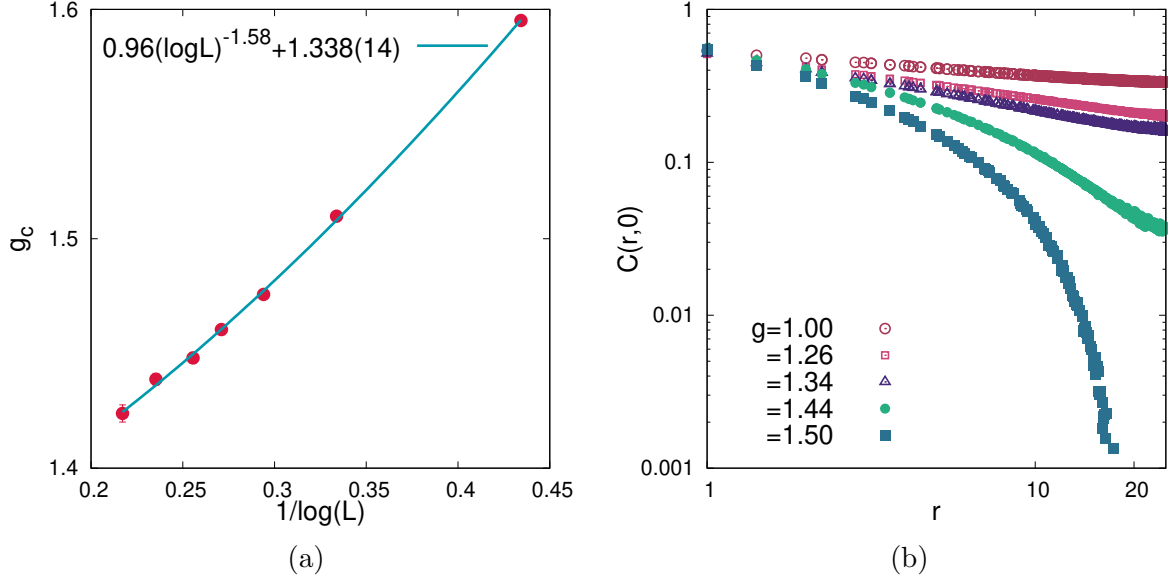 1.6
0.96(logL)^-1.58+1.338(14)
1.5
1.4
g_c
0.2 0.25 0.3 0.35 0.4 0.45
1/log(L)
(a)
1
0.1
0.01
0.001
C(r,0)
g=1.00
=1.26
=1.34
=1.44
=1.50
1 10 20
r
(b)